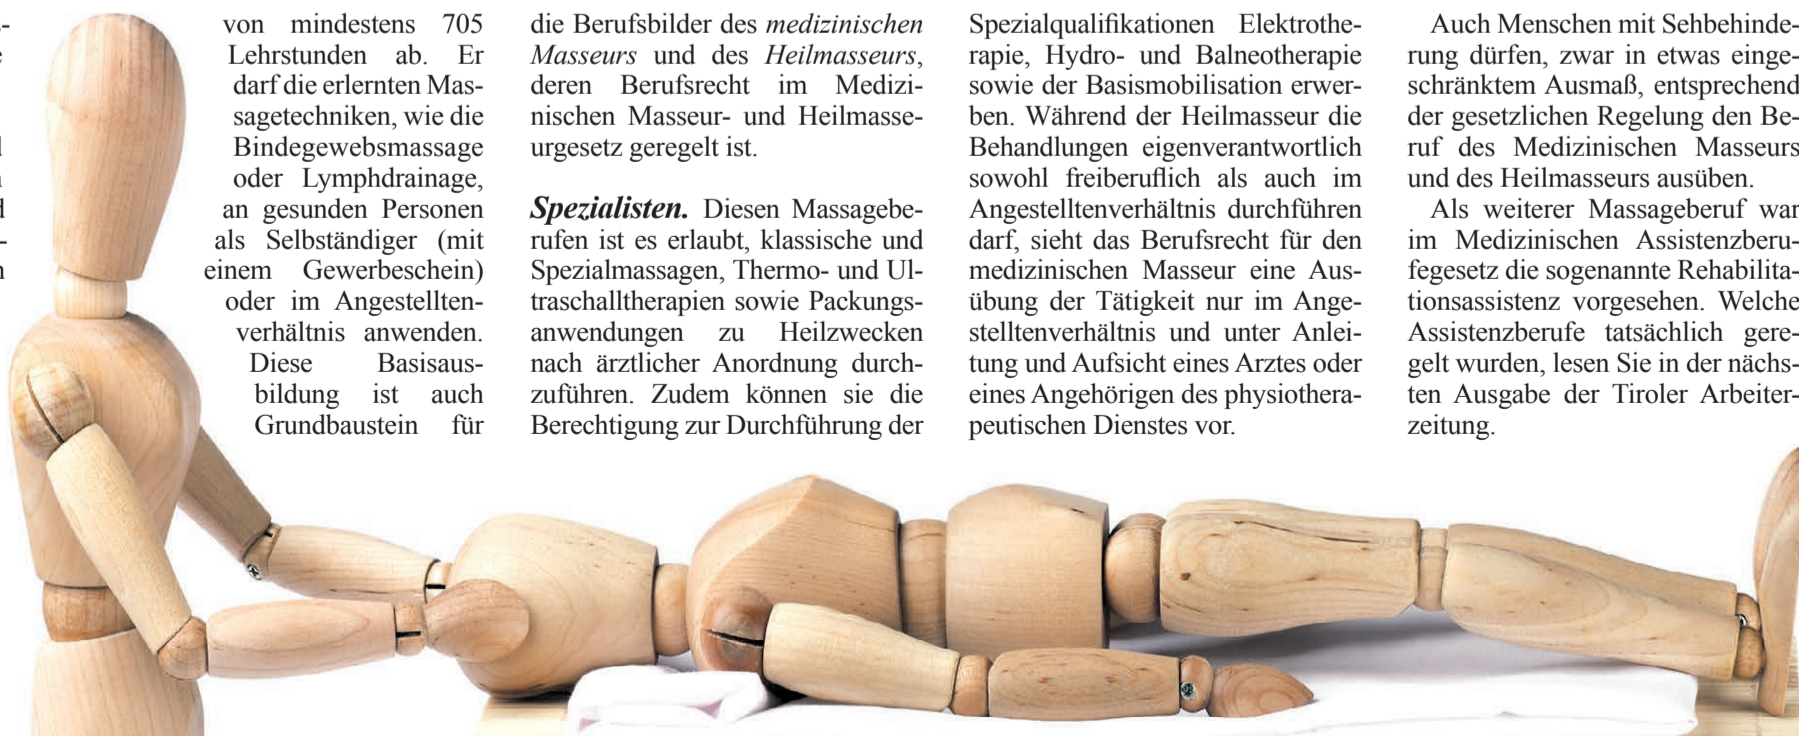 von mindestens 705
Lehrstunden ab. Er
darf die erlernten Mas-
sagetechniken, wie die
Bindegewebsmassage
oder Lymphdrainage,
an gesunden Personen
als Selbständiger (mit
einem Gewerbeschein)
oder im Angestellten-
verhältnis anwenden.
Diese Basisaus-
bildung ist auch
Grundbaustein für
die Berufsbilder des medizinischen
Masseurs und des Heilmasseurs,
deren Berufsrecht im Medizi-
nischen Masseur- und Heilmasse-
urgesetz geregelt ist.
Spezialisten. Diesen Massagebe-
rufen ist es erlaubt, klassische und
Spezialmassagen, Thermo- und Ul-
traschalltherapien sowie Packungs-
anwendungen zu Heilzwecken
nach ärztlicher Anordnung durch-
zuführen. Zudem können sie die
Berechtigung zur Durchführung der
Spezialqualifikationen Elektrothe-
rapie, Hydro- und Balneotherapie
sowie der Basismobilisation erwer-
ben. Während der Heilmasseur die
Behandlungen eigenverantwortlich
sowohl freiberuflich als auch im
Angestelltenverhältnis durchführen
darf, sieht das Berufsrecht für den
medizinischen Masseur eine Aus-
übung der Tätigkeit nur im Ange-
stelltenverhältnis und unter Anlei-
tung und Aufsicht eines Arztes oder
eines Angehörigen des physiothera-
peutischen Dienstes vor.
Auch Menschen mit Sehbehinde-
rung dürfen, zwar in etwas einge-
schränktem Ausmaß, entsprechend
der gesetzlichen Regelung den Be-
ruf des Medizinischen Masseurs
und des Heilmasseurs ausüben.
Als weiterer Massageberuf war
im Medizinischen Assistenzberu-
fegesetz die sogenannte Rehabilita-
tionsassistenz vorgesehen. Welche
Assistenzberufe tatsächlich gere-
gelt wurden, lesen Sie in der nächs-
ten Ausgabe der Tiroler Arbeiter-
zeitung.